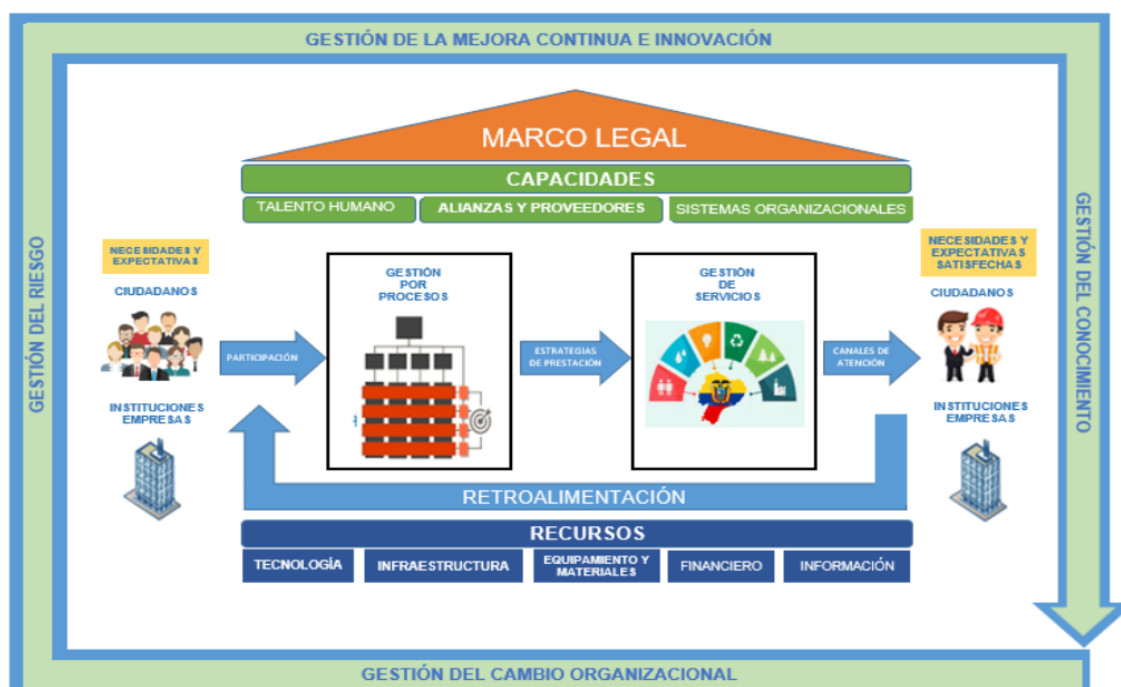 GESTIÓN DE LA MEJORA CONTINUA E INNOVACIÓN
GESTIÓN DEL RIESGO
MARCO LEGAL
CAPACIDADES
TALENTO HUMANO
ALIANZAS Y PROVEEDORES
SISTEMAS ORGANIZACIONALES
NECESIDADES Y
EXPECTATIVAS
CIUDADANOS
INSTITUCIONES
EMPRESAS
PARTICIPACIÓN
GESTIÓN
POR
PROCESOS
ESTRATEGIAS
DE PRESTACIÓN
GESTIÓN
DE
SERVICIOS
CANALES DE
ATENCIÓN
NECESIDADES Y
EXPECTATIVAS
SATISFECHAS
CIUDADANOS
INSTITUCIONES
EMPRESAS
GESTIÓN DEL CONOCIMIENTO
RETROALIMENTACIÓN
RECURSOS
TECNOLOGÍA
INFRAESTRUCTURA
EQUIPAMIENTO Y
MATERIALES
FINANCIERO
INFORMACIÓN
GESTIÓN DEL CAMBIO ORGANIZACIONAL